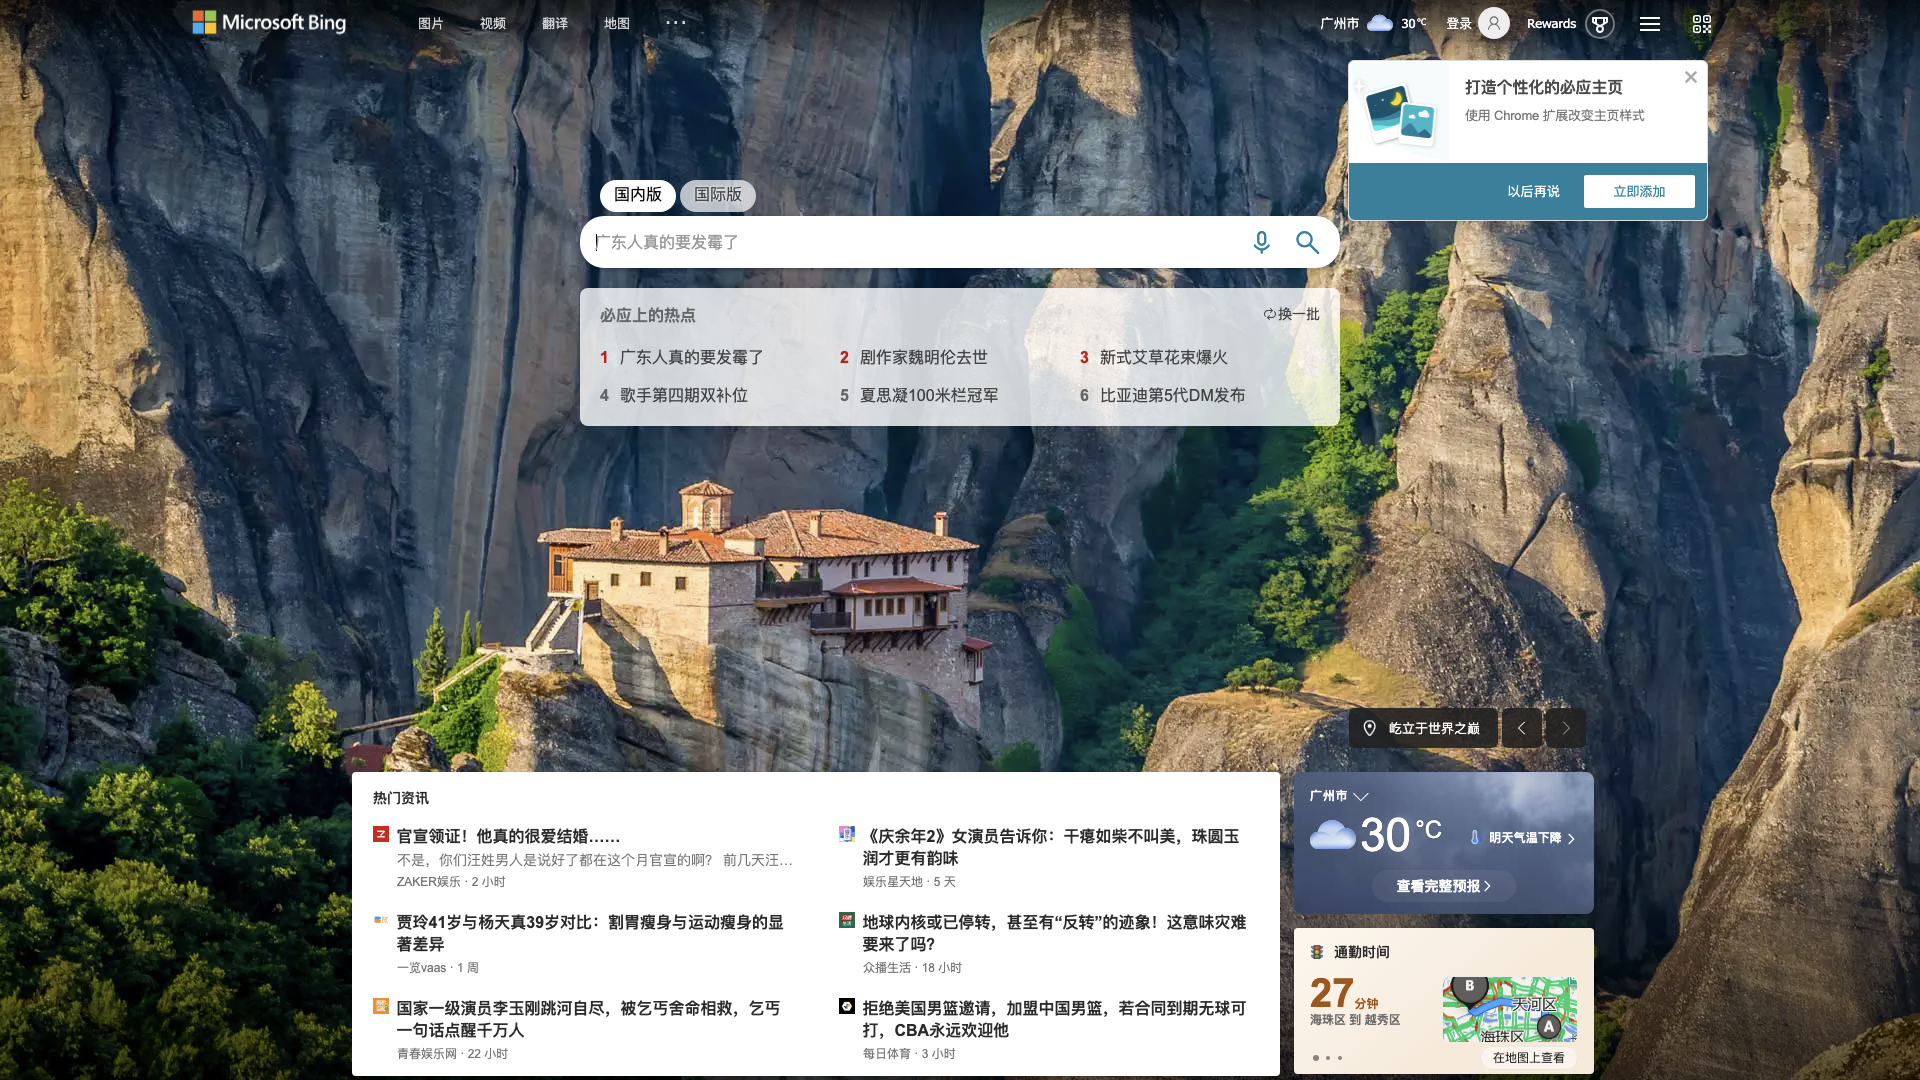 Microsoft Bing
图片
视频
翻译
地图
广州市
30℃
登录
Rewards
打造个性化的必应主页
使用 Chrome 扩展改变主页样式
以后再说
立即添加
国内版
国际版
广东人真的要发霉了
必应上的热点
换一批
1 广东人真的要发霉了
2 剧作家魏明伦去世
3 新式艾草花束爆火
4 歌手第四期双补位
5 夏思凝100米栏冠军
6 比亚迪第5代DM发布
屹立于世界之巅
热门资讯
官宣领证！他真的很爱结婚……
不是，你们汪姓男人是说好了都在这个月官宣的啊？ 前几天汪…
ZAKER娱乐 · 2 小时
《庆余年2》女演员告诉你：干瘪如柴不叫美，珠圆玉
润才更有韵味
娱乐星天地 · 5 天
贾玲41岁与杨天真39岁对比：割胃瘦身与运动瘦身的显
著差异
一览vaas · 1 周
地球内核或已停转，甚至有“反转”的迹象！这意味灾难
要来了吗?
众播生活 · 18 小时
国家一级演员李玉刚跳河自尽，被乞丐舍命相救，乞丐
一句话点醒千万人
青春娱乐网 · 22 小时
拒绝美国男篮邀请，加盟中国男篮，若合同到期无球可
打，CBA永远欢迎他
每日体育 · 3 小时
广州市
30 °C
明天气温下降
查看完整预报
通勤时间
27 分钟
海珠区 到 越秀区
B
天河区
A
海珠区
在地图上查看